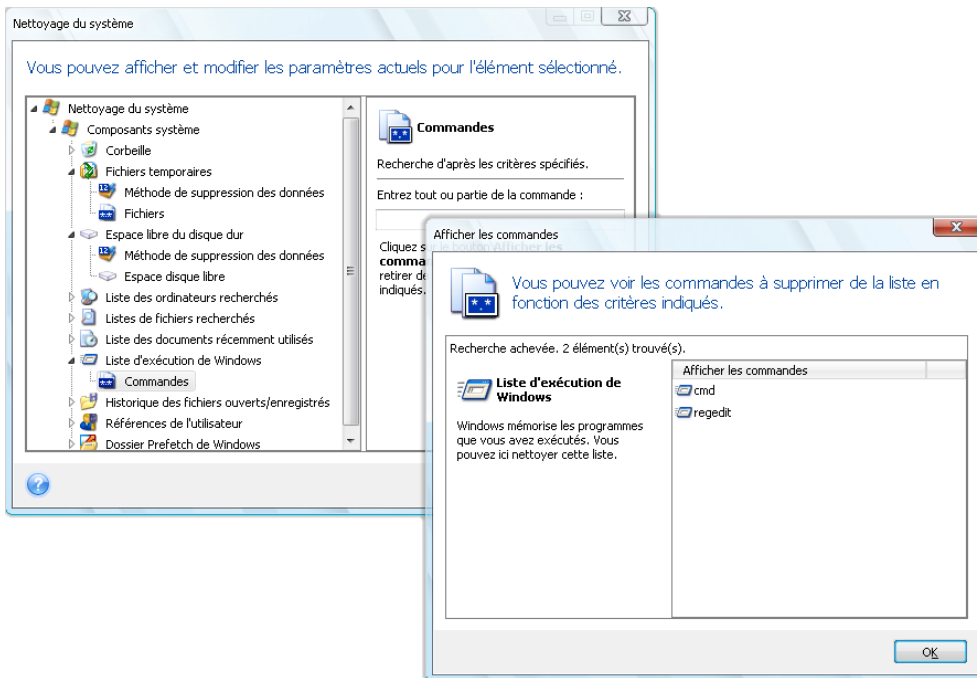 Nettoyage du système
Vous pouvez afficher et modifier les paramètres actuels pour l'élément sélectionné.
Nettoyage du système
Composants système
Corbeille
Fichiers temporaires
Méthode de suppression des données
Fichiers
Espace libre du disque dur
Méthode de suppression des données
Espace disque libre
Liste des ordinateurs recherchés
Listes de fichiers recherchés
Liste des documents récemment utilisés
Liste d'exécution de Windows
Commandes
Historique des fichiers ouverts/enregistrés
Références de l'utilisateur
Dossier Prefetch de Windows
Commandes
Recherche d'après les critères spécifiés.
Entrez tout ou partie de la commande :
Cliquez sur le bouton Afficher les
comma
retirer de
indiqués.
Afficher les commandes
Vous pouvez voir les commandes à supprimer de la liste en
fonction des critères indiqués.
Recherche achevée. 2 élément(s) trouvé(s).
Liste d'exécution de
Windows
Windows mémorise les programmes
que vous avez exécutés. Vous
pouvez ici nettoyer cette liste.
Afficher les commandes
cmd
regedit
OK